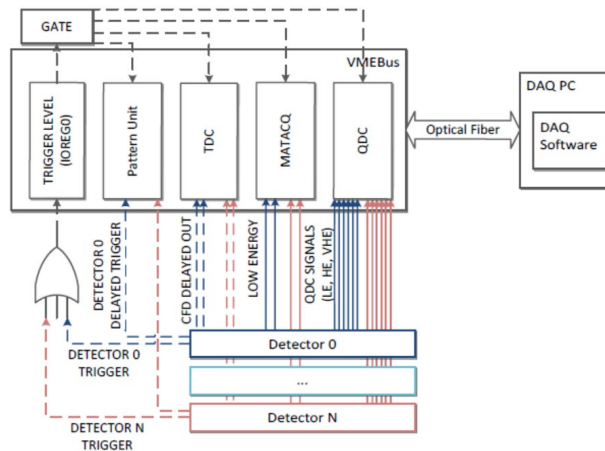 GATE
VMEBus
TRIGGER LEVEL
(IOREG0)
Pattern Unit
TDC
MATACQ
QDC
Optical Fiber
DAQ PC
DAQ
Software
DETECTOR 0
DELAYED TRIGGER
CFD DELAYED OUT
LOW ENERGY
QDC SIGNALS
(LE, HE, VHE)
Detector 0
DETECTOR 0
TRIGGER
...
Detector N
DETECTOR N
TRIGGER